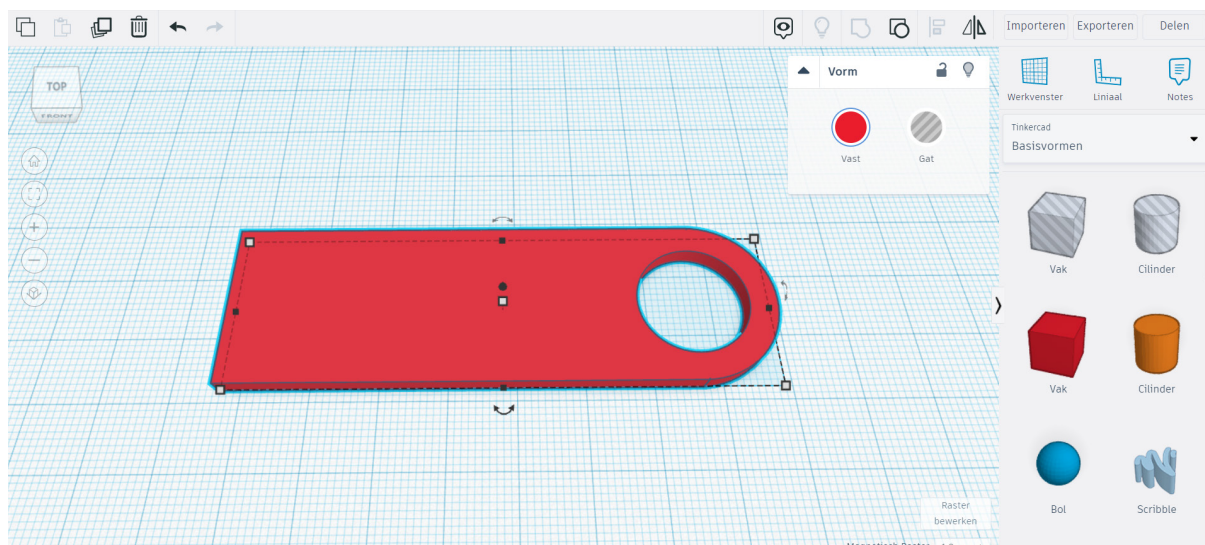 Importeren Exporteren Delen
TOP
FRONT
Vorm
Vast Gat
Werkvenster Liniaal Notes
Tinkercad
Basisvormen
Vak Cilinder
Vak Cilinder
Bol Scribble
Raster
bewerken